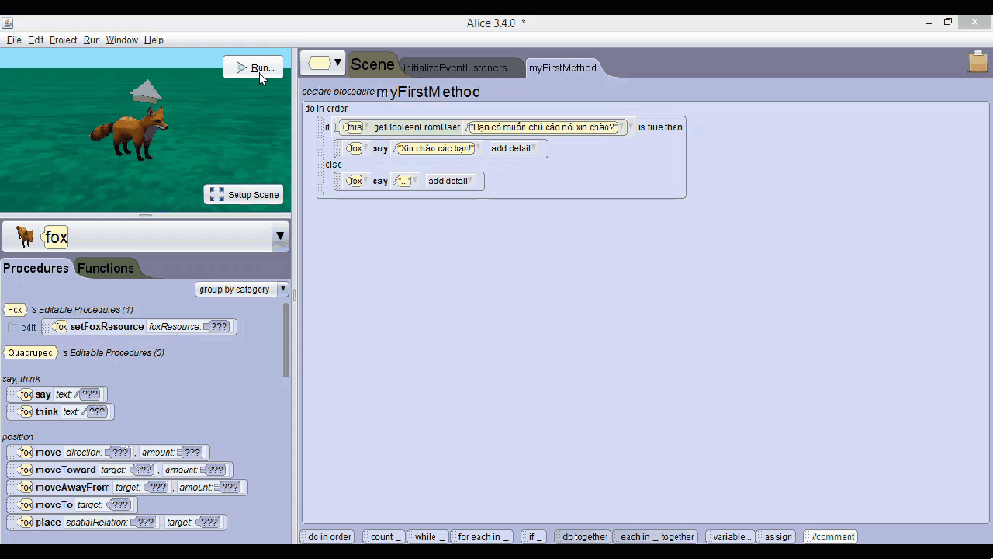 Alice 3.4.0 *
File Edit Project Run Window Help
Run...
Setup Scene
Scene initializeEventListeners myFirstMethod
declare procedure myFirstMethod
do in order
if this getBooleanFromUser "Bạn có muốn chú cáo nói xin chào?" is true then
fox say "Xin chào các bạn!" add detail
else
fox say "..." add detail
fox
Procedures Functions
group by category
Fox 's Editable Procedures (1)
edit fox setFoxResource foxResource: ???
Quadruped 's Editable Procedures (0)
say, think
fox say text: ???
fox think text: ???
position
fox move direction: ???, amount: ???
fox moveToward target: ???, amount: ???
fox moveAwayFrom target: ???, amount: ???
fox moveTo target: ???
fox place spatialRelation: ???, target: ???
do in order count _ while _ for each in _ if _ do together each in _ together variable... assign //comment